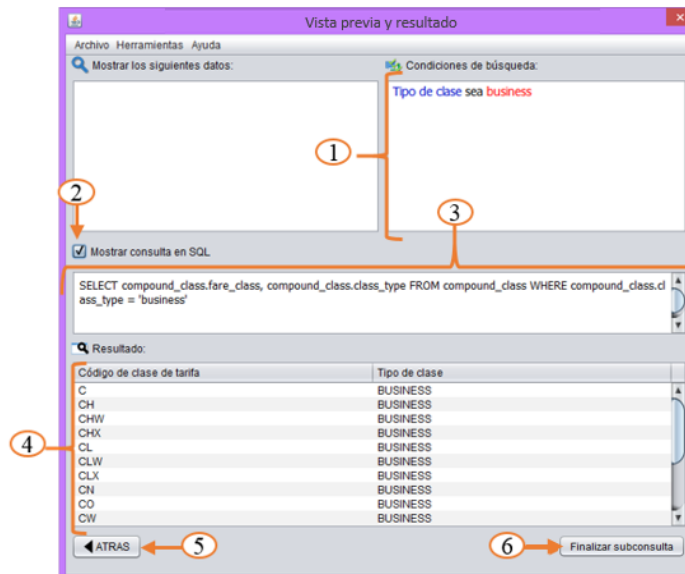 Vista previa y resultado
Archivo Herramientas Ayuda
Mostrar los siguientes datos:
Condiciones de búsqueda:
Tipo de clase sea business
1
2
3
Mostrar consulta en SQL
SELECT compound_class.fare_class, compound_class.class_type FROM compound_class WHERE compound_class.cl
ass_type = 'business'
Resultado:
Código de clase de tarifa Tipo de clase
C BUSINESS
CH BUSINESS
CHW BUSINESS
CHX BUSINESS
4
CL BUSINESS
CLW BUSINESS
CLX BUSINESS
CN BUSINESS
CO BUSINESS
CW BUSINESS
ATRAS 5 6 Finalizar subconsulta